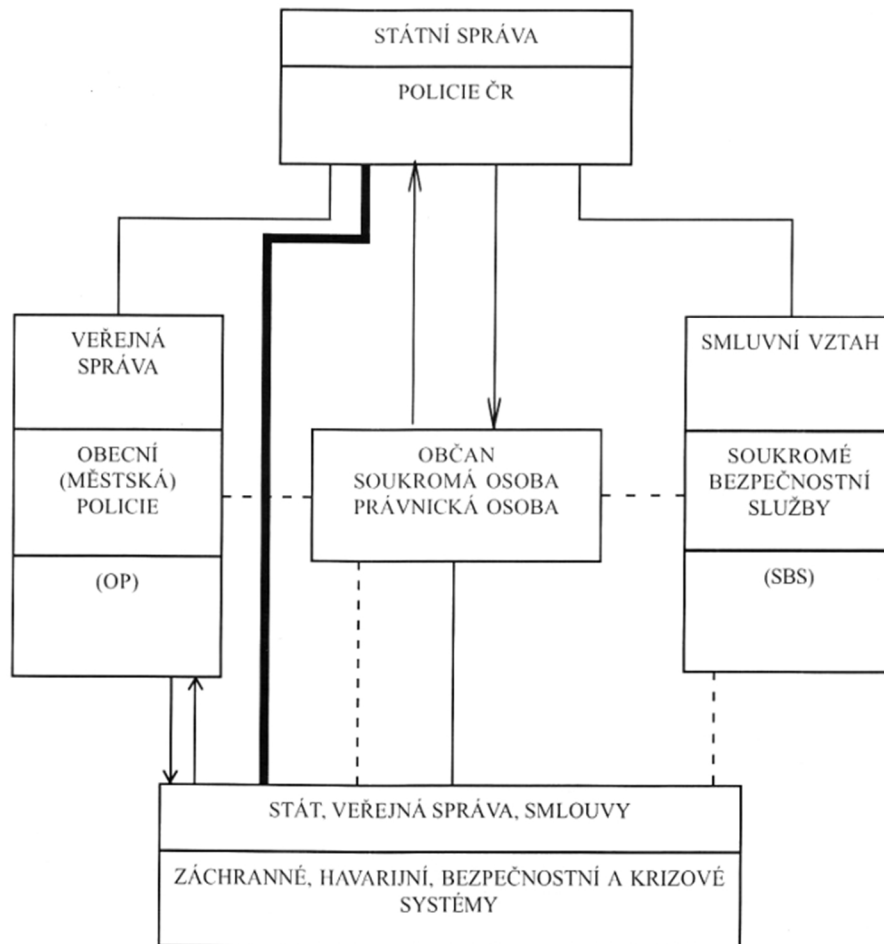 STÁTNÍ SPRÁVA
POLICIE ČR
VEŘEJNÁ
SPRÁVA
OBECNÍ
(MĚSTSKÁ)
POLICIE
(OP)
OBČAN
SOUKROMÁ OSOBA
PRÁVNICKÁ OSOBA
SMLUVNÍ VZTAH
SOUKROMÉ
BEZPEČNOSTNÍ
SLUŽBY
(SBS)
STÁT, VEŘEJNÁ SPRÁVA, SMLOUVY
ZÁCHRANNÉ, HAVARIJNÍ, BEZPEČNOSTNÍ A KRIZOVÉ
SYSTÉMY